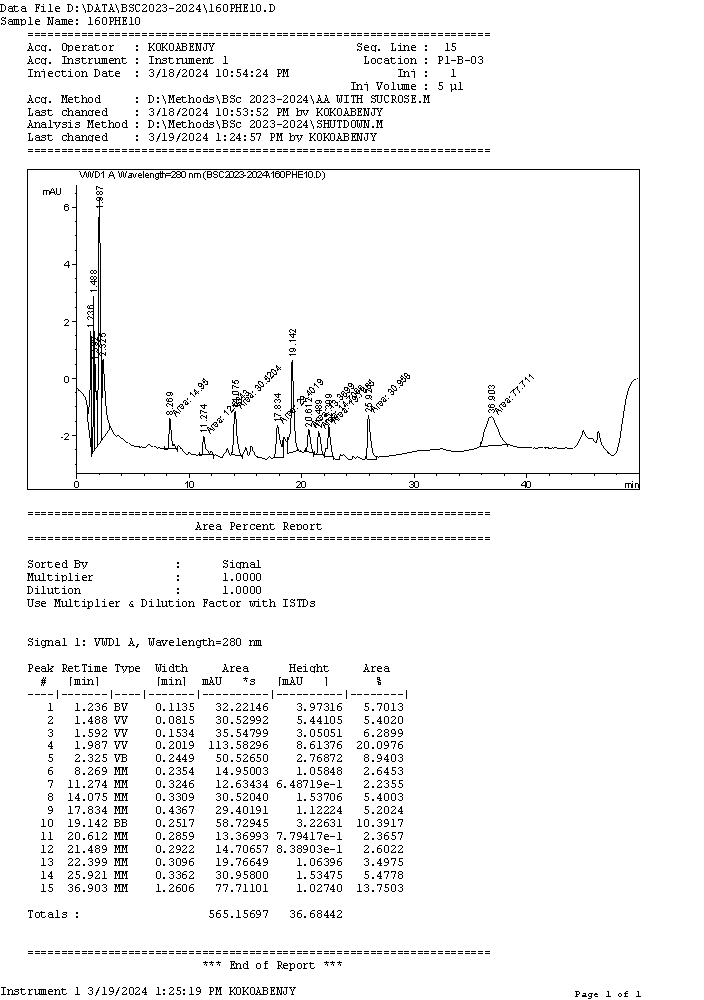 Data File D:\DATA\BSC2023-2024\160PHE10.D
Sample Name: 160PHE10
=====================================================================
Acq. Operator   : KOKOABENJY                     Seq. Line :  15
Acq. Instrument : Instrument 1                    Location : P1-B-03
Injection Date  : 3/18/2024 10:54:24 PM                Inj :   1
Inj Volume : 5 µl
Acq. Method     : D:\Methods\BSc 2023-2024\AA WITH SUCROSE.M
Last changed    : 3/18/2024 10:53:52 PM by KOKOABENJY
Analysis Method : D:\Methods\BSc 2023-2024\SHUTDOWN.M
Last changed    : 3/19/2024 1:24:57 PM by KOKOABENJY
=====================================================================
VWD1 A, Wavelength=280 nm (BSC2023-2024\160PHE10.D)
mAU
6
4
2
0
-2
1.236
1.488
1.987
2.325
8.269
Area: 14.95
11.274
14.075
Area: 30.5204
17.834
19.142
20.612
21.489
22.399
25.921
Area: 30.958
36.903
Area: 77.711
0 10 20 30 40 min
=====================================================================
Area Percent Report
=====================================================================
Sorted By             :      Signal
Multiplier            :      1.0000
Dilution              :      1.0000
Use Multiplier & Dilution Factor with ISTDs
Signal 1: VWD1 A, Wavelength=280 nm
Peak RetTime Type  Width     Area      Height     Area
#   [min]        [min]   mAU   *s   [mAU   ]      %
----|-------|----|-------|----------|----------|--------|
1   1.236 BV    0.1135   32.22146    3.97316   5.7013
2   1.488 VV    0.0815   30.52992    5.44105   5.4020
3   1.592 VV    0.1534   35.54799    3.05051   6.2899
4   1.987 VV    0.2019  113.58296    8.61376  20.0976
5   2.325 VB    0.2449   50.52650    2.76872   8.9403
6   8.269 MM    0.2354   14.95003    1.05848   2.6453
7  11.274 MM    0.3246   12.63434 6.48719e-1   2.2355
8  14.075 MM    0.3309   30.52040    1.53706   5.4003
9  17.834 MM    0.4367   29.40191    1.12224   5.2024
10  19.142 BB    0.2517   58.72945    3.22631  10.3917
11  20.612 MM    0.2859   13.36993 7.79417e-1   2.3657
12  21.489 MM    0.2922   14.70657 8.38903e-1   2.6022
13  22.399 MM    0.3096   19.76649    1.06396   3.4975
14  25.921 MM    0.3362   30.95800    1.53475   5.4778
15  36.903 MM    1.2606   77.71101    1.02740  13.7503
Totals :                  565.15697   36.68442
=====================================================================
*** End of Report ***
Instrument 1 3/19/2024 1:25:19 PM KOKOABENJY
Page 1 of 1